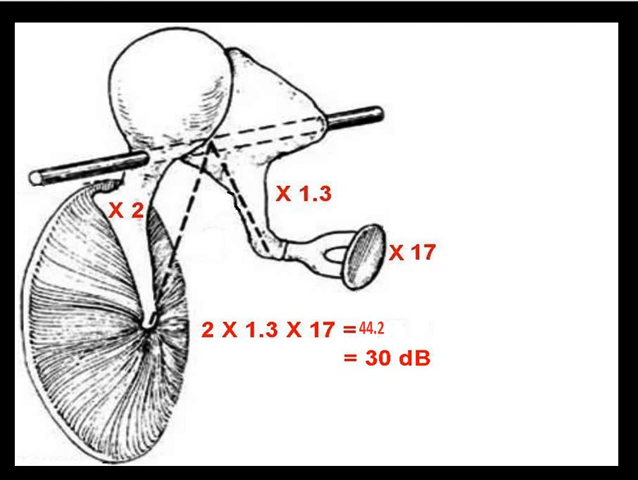 X 2
X 1.3
X 17
2 X 1.3 X 17 = 44.2
= 30 dB